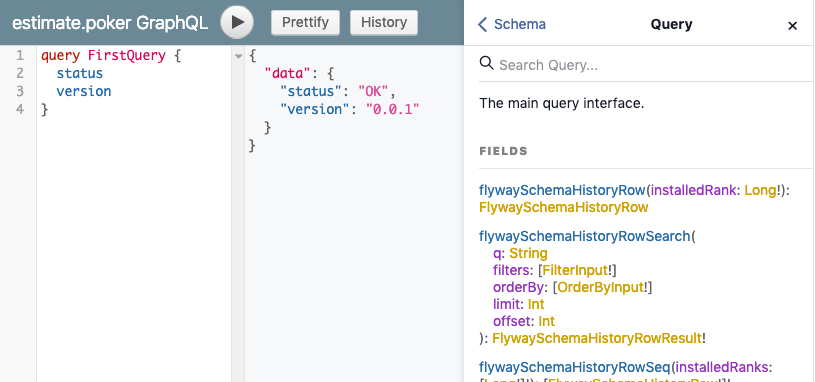 estimate.poker GraphQL
Prettify
History
1 query FirstQuery {
2 status
3 version
4 }
{
"data": {
"status": "OK",
"version": "0.0.1"
}
}
Schema
Query
×
Search Query...
The main query interface.
FIELDS
flywaySchemaHistoryRow(installedRank: Long!):
FlywaySchemaHistoryRow
flywaySchemaHistoryRowSearch(
q: String
filters: [FilterInput!]
orderBy: [OrderByInput!]
limit: Int
offset: Int
): FlywaySchemaHistoryRowResult!
flywaySchemaHistoryRowSeq(installedRanks:
[Long!]!): [FlywaySchemaHistoryRow!]!